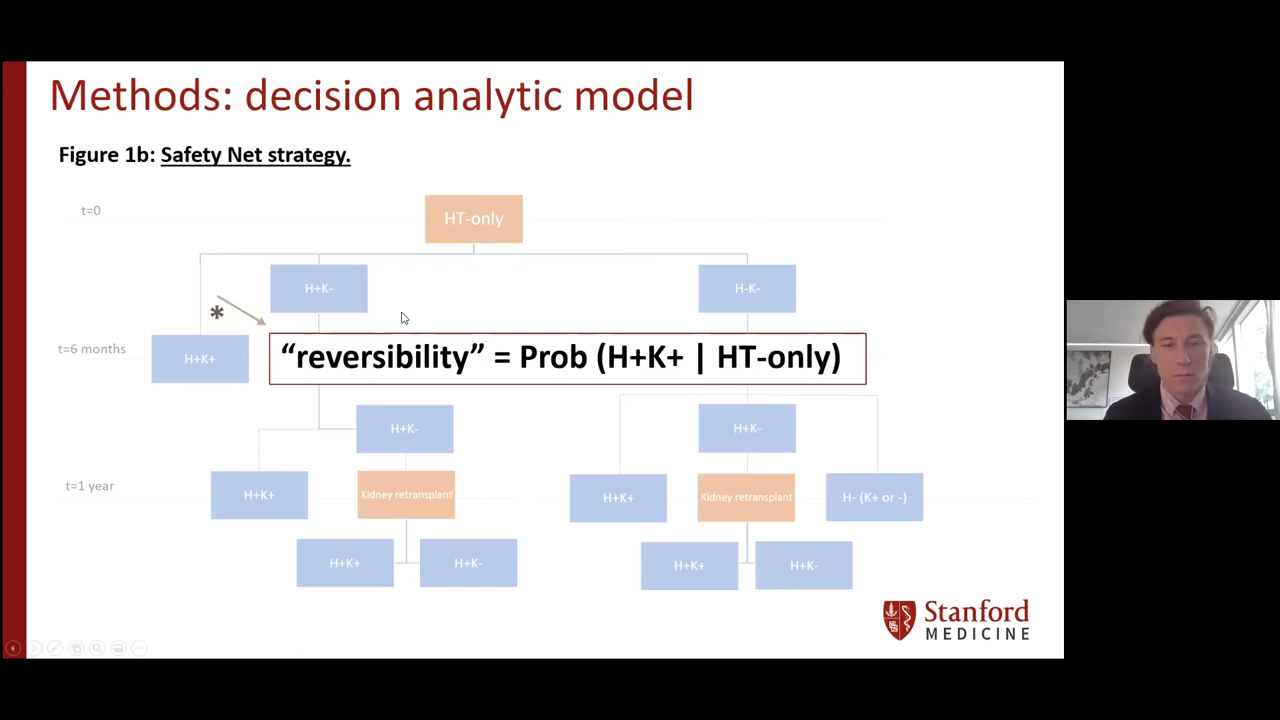 Methods: decision analytic model
Figure 1b: Safety Net strategy.
t=0
HT-only
H+K-
H-K-
*
t=6 months
H+K+
“reversibility” = Prob (H+K+ | HT-only)
H+K-
H+K-
t=1 year
H+K+
Kidney retransplant
H+K+
Kidney retransplant
H- (K+ or -)
H+K+
H+K-
H+K+
H+K-
Stanford
MEDICINE